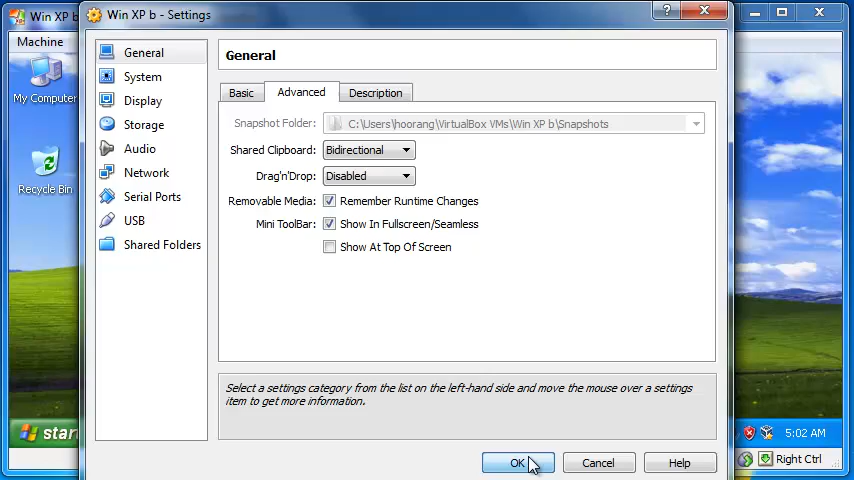 Win XP b
Win XP b - Settings
Machine
My Computer
Recycle Bin
General
System
Display
Storage
Audio
Network
Serial Ports
USB
Shared Folders
General
Basic
Advanced
Description
Snapshot Folder:
C:\Users\hoorang\VirtualBox VMs\Win XP b\Snapshots
Shared Clipboard:
Bidirectional
Drag'n'Drop:
Disabled
Removable Media:
Remember Runtime Changes
Mini ToolBar:
Show In Fullscreen/Seamless
Show At Top Of Screen
Select a settings category from the list on the left-hand side and move the mouse over a settings
item to get more information.
OK
Cancel
Help
star
5:02 AM
Right Ctrl